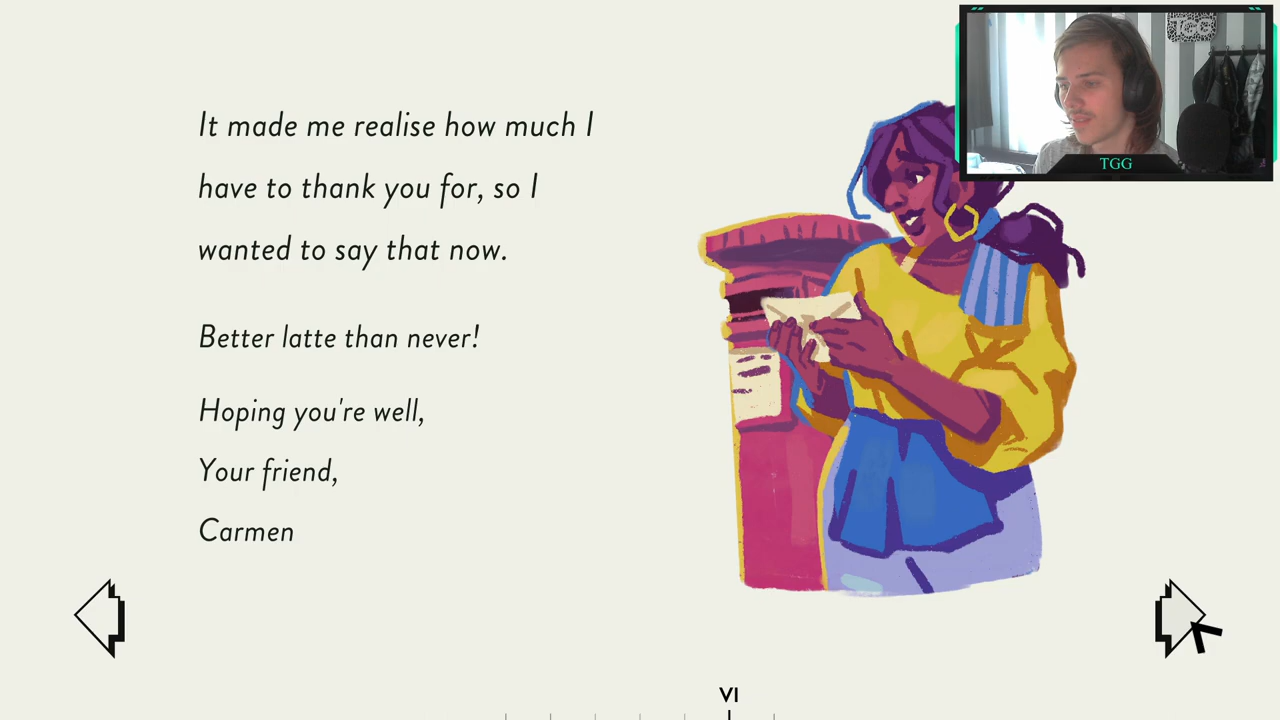 It made me realise how much I
have to thank you for, so I
wanted to say that now.
Better latte than never!
Hoping you're well,
Your friend,
Carmen
TGG
TGG
VI